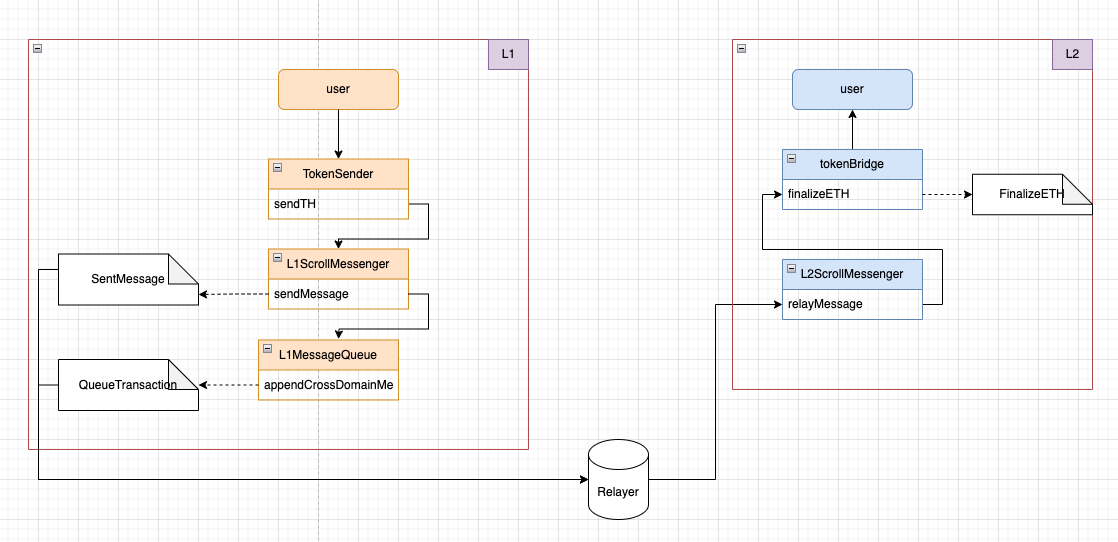 L1
user
TokenSender
sendTH
L1ScrollMessenger
sendMessage
SentMessage
L1MessageQueue
appendCrossDomainMe
QueueTransaction
Relayer
L2
user
tokenBridge
finalizeETH
FinalizeETH
L2ScrollMessenger
relayMessage